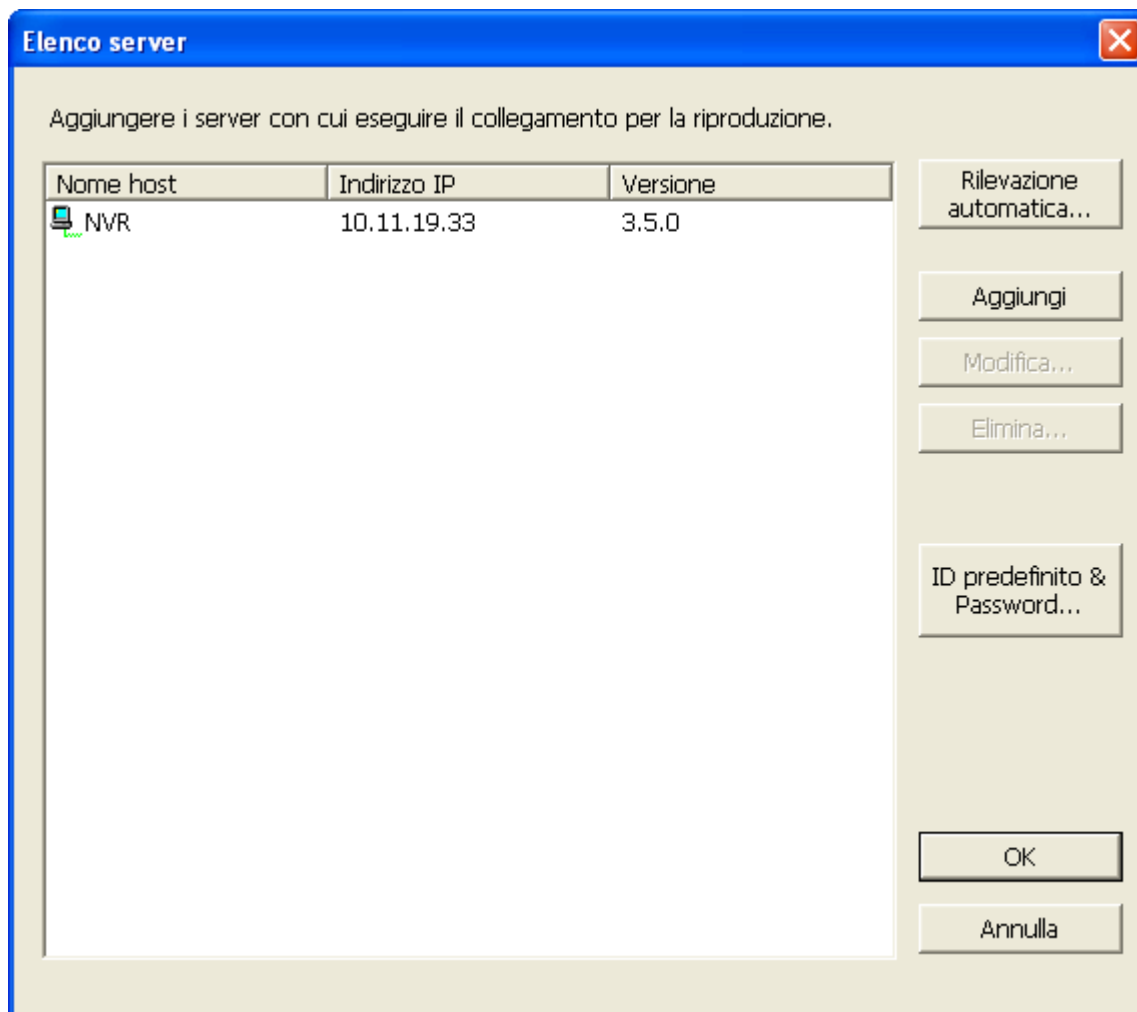 Elenco server
Aggiungere i server con cui eseguire il collegamento per la riproduzione.
Nome host Indirizzo IP Versione
NVR 10.11.19.33 3.5.0
Rilevazione
automatica...
Aggiungi
Modifica...
Elimina...
ID predefinito &
Password...
OK
Annulla